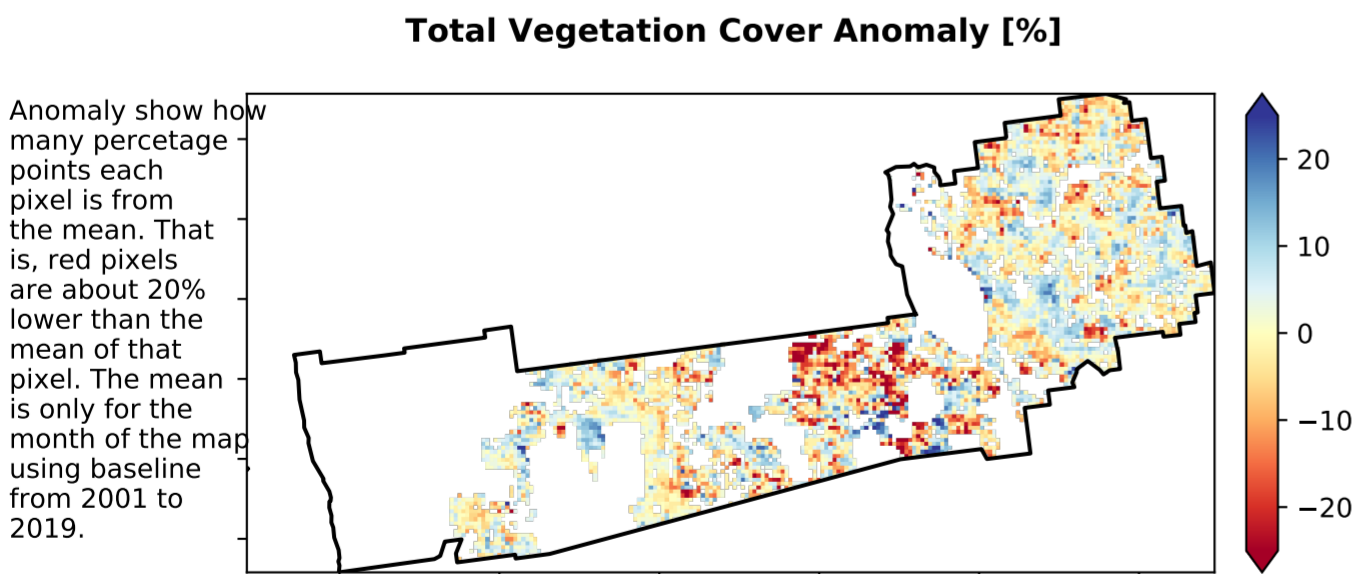 Total Vegetation Cover Anomaly [%]
Anomaly show how
many percetage
points each
pixel is from
the mean. That
is, red pixels
are about 20%
lower than the
mean of that
pixel. The mean
is only for the
month of the map
using baseline
from 2001 to
2019.
20
10
0
−10
−20